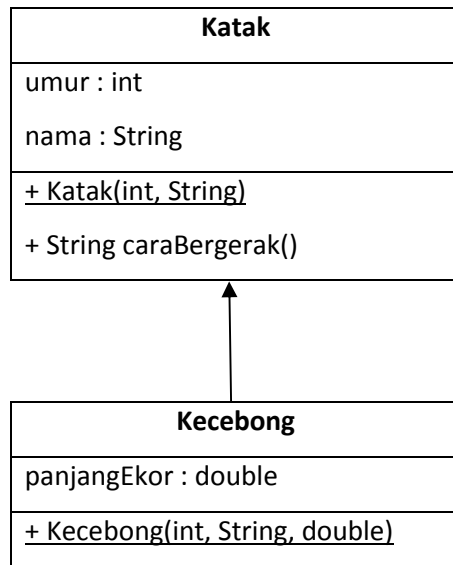 Katak
umur : int
nama : String
+ Katak(int, String)
+ String caraBergerak()
Kecebong
panjangEkor : double
+ Kecebong(int, String, double)